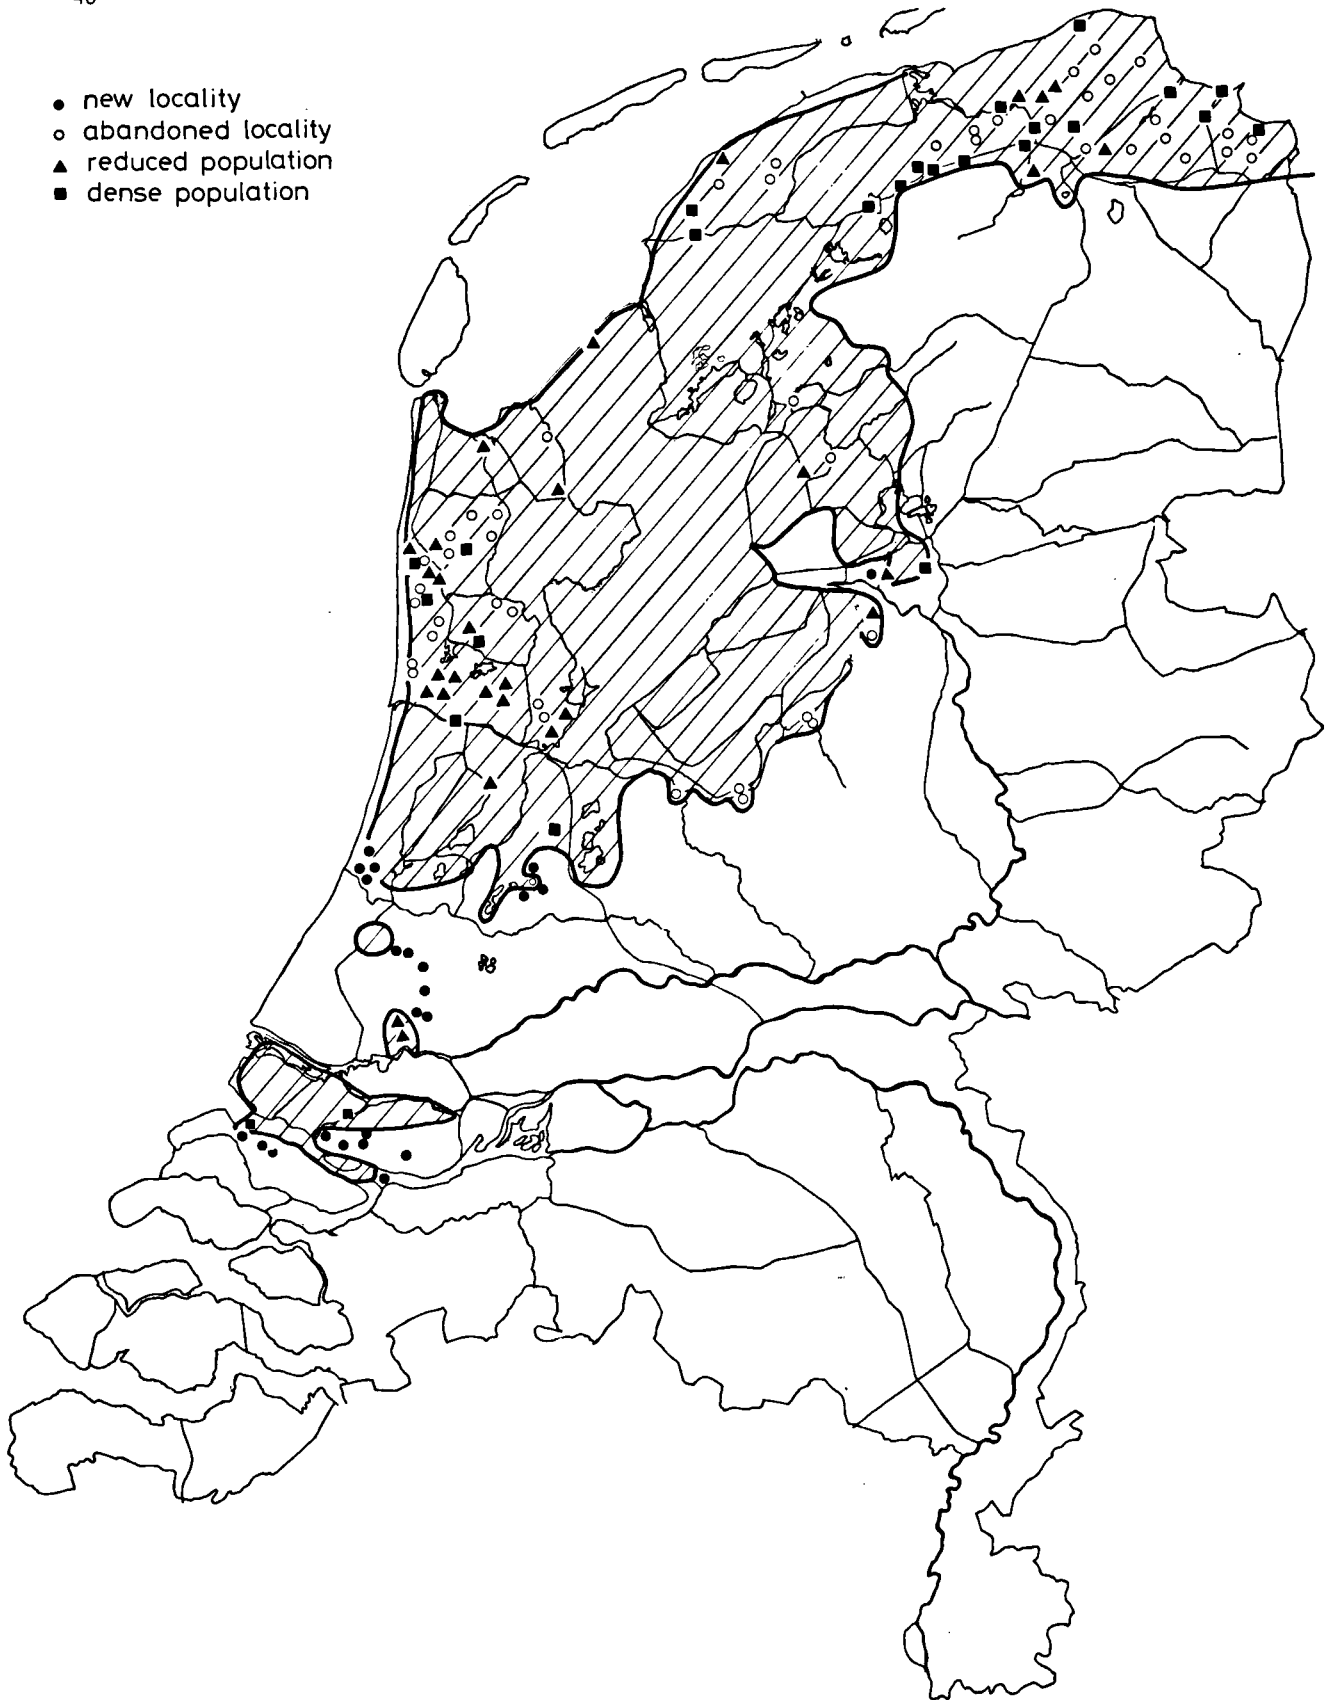 new locality
abandoned locality
reduced population
dense population